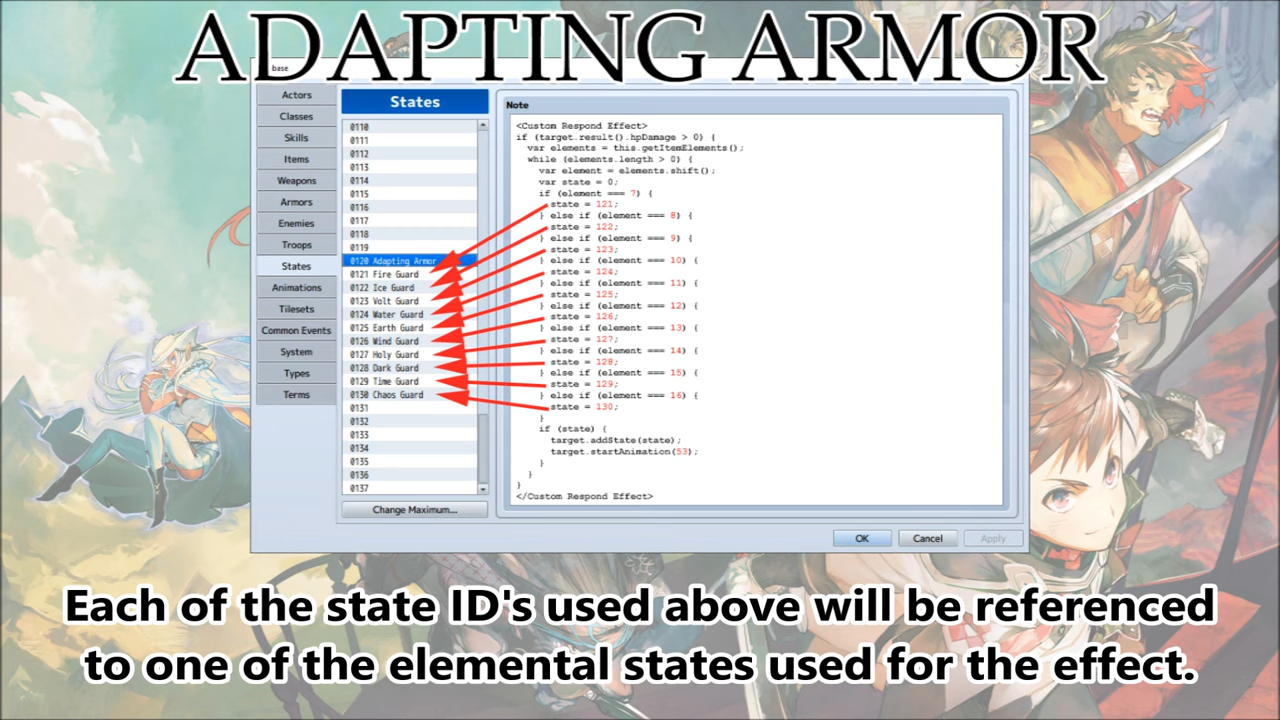 ADAPTING ARMOR
base
Actors
Classes
Skills
Items
Weapons
Armors
Enemies
Troops
States
Animations
Tilesets
Common Events
System
Types
Terms
States
0110
0111
0112
0113
0114
0115
0116
0117
0118
0119
0120 Adapting Armor
0121 Fire Guard
0122 Ice Guard
0123 Volt Guard
0124 Water Guard
0125 Earth Guard
0126 Wind Guard
0127 Holy Guard
0128 Dark Guard
0129 Time Guard
0130 Chaos Guard
0131
0132
0133
0134
0135
0136
0137
Change Maximum...
Note
<Custom Respond Effect>
if (target.result().hpDamage > 0) {
var elements = this.getItemElements();
while (elements.length > 0) {
var element = elements.shift();
var state = 0;
if (element === 7) {
state = 121;
} else if (element === 8) {
state = 122;
} else if (element === 9) {
state = 123;
} else if (element === 10) {
state = 124;
} else if (element === 11) {
state = 125;
} else if (element === 12) {
state = 126;
} else if (element === 13) {
state = 127;
} else if (element === 14) {
state = 128;
} else if (element === 15) {
state = 129;
} else if (element === 16) {
state = 130;
}
if (state) {
target.addState(state);
target.startAnimation(53);
}
}
}
</Custom Respond Effect>
OK
Cancel
Apply
Each of the state ID's used above will be referenced
to one of the elemental states used for the effect.